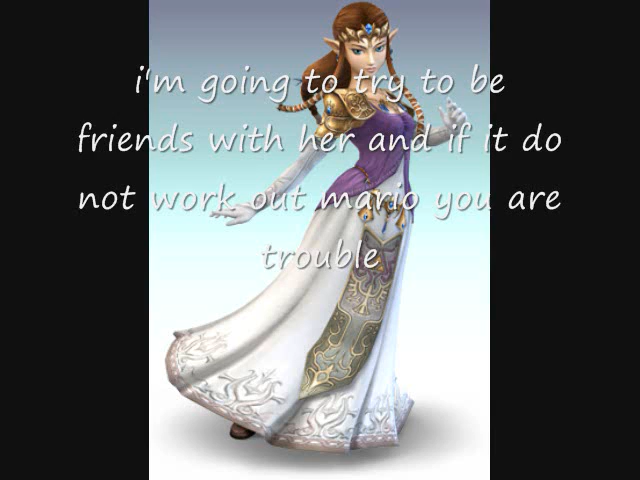 i'm going to try to be
friends with her and if it do
not work out mario you are
trouble